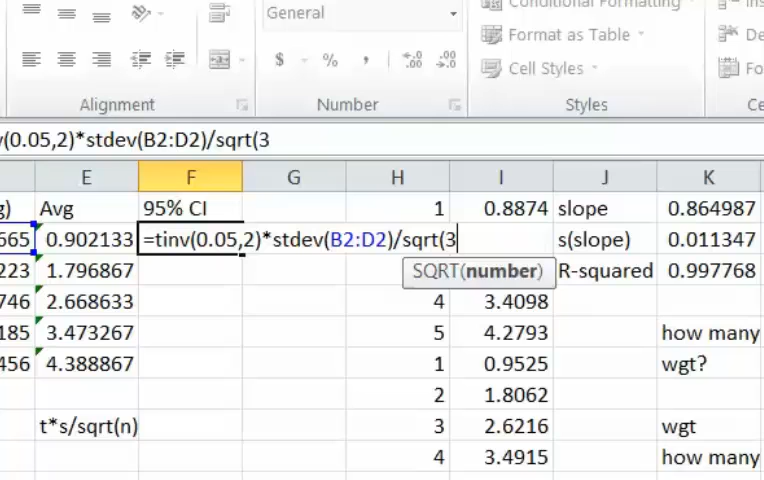 General
Conditional Formatting
Format as Table
$ % , .00
Cell Styles
Alignment Number Styles
(0.05,2)*stdev(B2:D2)/sqrt(3
E F G H I J K
g) Avg 95% CI 1 0.8874 slope 0.864987
665 0.902133 =tinv(0.05,2)*stdev(B2:D2)/sqrt(3 s(slope) 0.011347
223 1.796867 SQRT(number) R-squared 0.997768
746 2.668633 4 3.4098
185 3.473267 5 4.2793 how many
456 4.388867 1 0.9525 wgt?
2 1.8062
t*s/sqrt(n) 3 2.6216 wgt
4 3.4915 how many